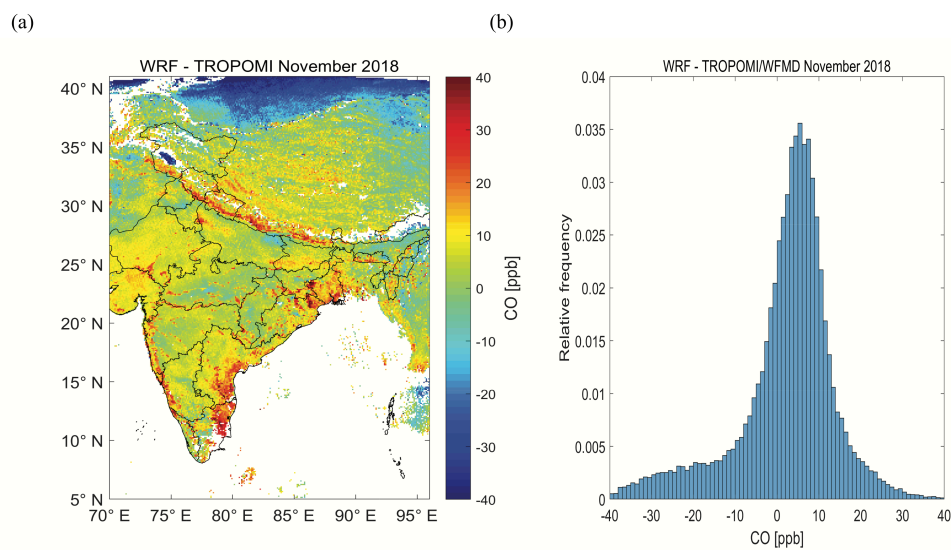 (a)
(b)
WRF - TROPOMI November 2018
40° N
35° N
30° N
25° N
20° N
15° N
10° N
5° N
70° E
75° E
80° E
85° E
90° E
95° E
40
30
20
10
0
-10
-20
-30
-40
CO [ppb]
WRF - TROPOMI/WFMD November 2018
0.04
0.035
0.03
0.025
0.02
0.015
0.01
0.005
0
Relative frequency
-40
-30
-20
-10
0
10
20
30
40
CO [ppb]